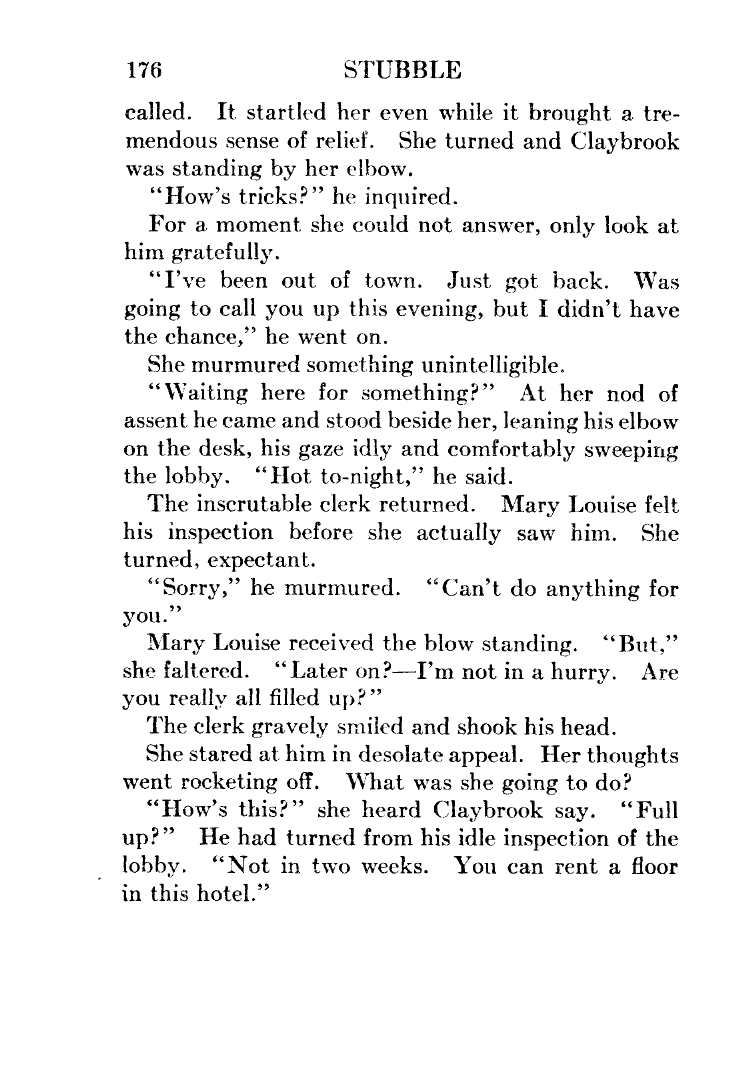 176 STUBBLE
called. It startled her even while it brought a tre-
mendous sense of relief. She turned and Claybrook
was standing by her elbow.
"How's tricks?" he inquired.
For a moment she could not answer, only look at
him gratefully.
"I've been out of town. Just got back. Was
going to call you up this evening, but I didn't have
the chance," he went on.
She murmured something unintelligible.
"Waiting here for something?" At her nod of
assent he came and stood beside her, leaning his elbow
on the desk, his gaze idly and comfortably sweeping
the lobby. "Hot to-night," he said.
The inscrutable clerk returned. Mary Louise felt
his inspection before she actually saw him. She
turned, expectant.
"Sorry," he murmured. "Can't do anything for
you."
Mary Louise received the blow standing. "But,"
she faltered. "Later on?—I'm not in a hurry. Are
you really all filled up?"
The clerk gravely smiled and shook his head.
She stared at him in desolate appeal. Her thoughts
went rocketing off. What was she going to do?
"How's this?" she heard Claybrook say. "Full
up?" He had turned from his idle inspection of the
lobby. "Not in two weeks. You can rent a floor
in this hotel."